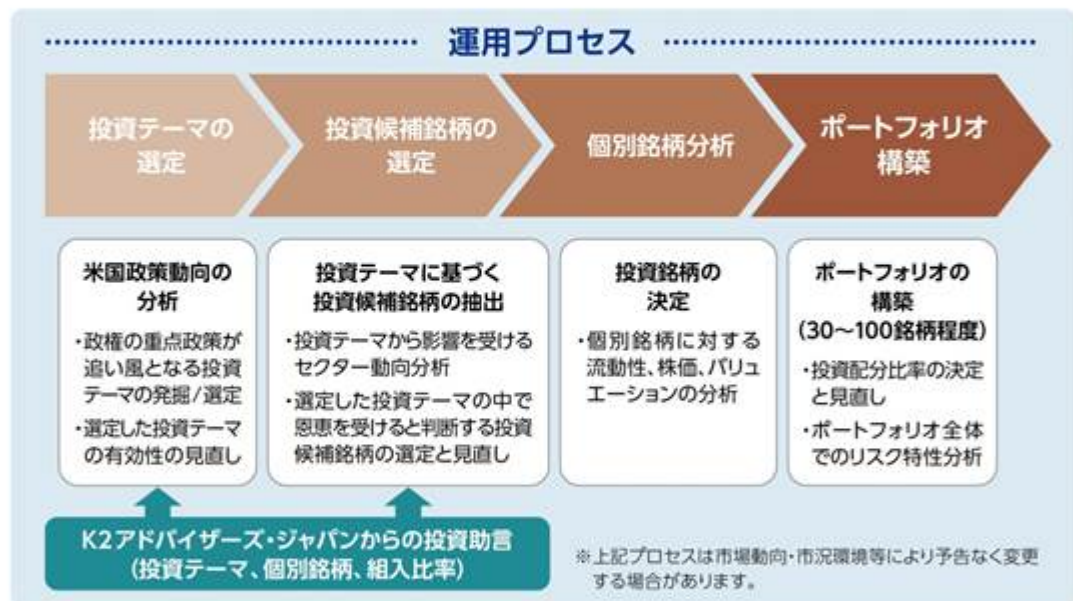 運用プロセス
投資テーマの
選定
投資候補銘柄の
選定
個別銘柄分析
ポートフォリオ
構築
米国政策動向の
分析
・政権の重点政策が
追い風となる投資
テーマの発掘/選定
・選定した投資テーマ
の有効性の見直し
投資テーマに基づく
投資候補銘柄の抽出
・投資テーマから影響を受ける
セクター動向分析
・選定した投資テーマの中で
恩恵を受けると判断する投資
候補銘柄の選定と見直し
投資銘柄の
決定
・個別銘柄に対する
流動性、株価、バリュ
エーションの分析
ポートフォリオの
構築
(30〜100銘柄程度)
・投資配分比率の決定
と見直し
・ポートフォリオ全体
でのリスク特性分析
K2アドバイザーズ・ジャパンからの投資助言
(投資テーマ、個別銘柄、組入比率)
※上記プロセスは市場動向・市況環境等により予告なく変更
する場合があります。